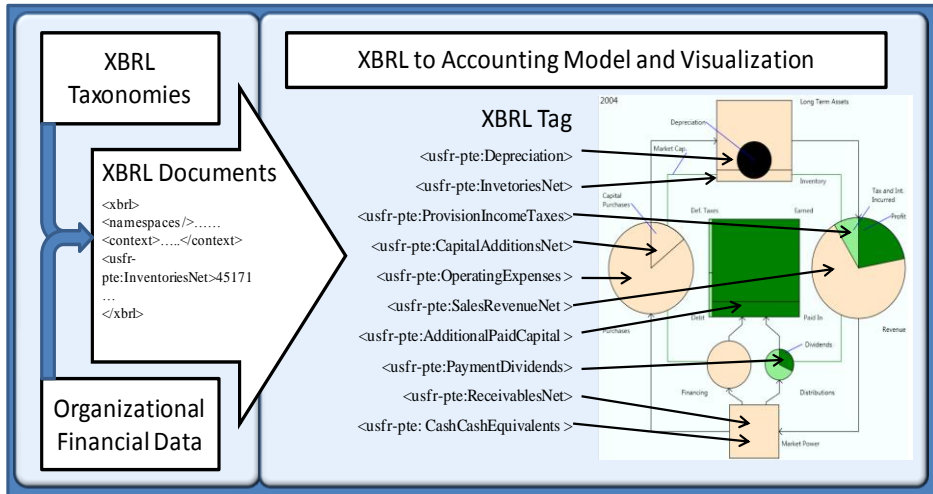 XBRL
Taxonomies
XBRL Documents
<xbrl>
<namespaces/>……
<context>…..</context>
<usfr-
pte:InventoriesNet>45171
…
</xbrl>
Organizational
Financial Data
XBRL to Accounting Model and Visualization
XBRL Tag
<usfr-pte:Depreciation>
<usfr-pte:InvetoriesNet>
<usfr-pte:ProvisionIncomeTaxes>
<usfr-pte:CapitalAdditionsNet>
<usfr-pte:OperatingExpenses >
<usfr-pte:SalesRevenueNet >
<usfr-pte:AdditionalPaidCapital >
<usfr-pte:PaymentDividends>
<usfr-pte:ReceivablesNet>
<usfr-pte: CashCashEquivalents >
2004
Long Term Assets
Depreciation
Market Cap.
Inventory
Capital
Purchases
Def. Taxes
Earned
Tax and Int.
Incurred
Profit
Purchases
Debt
Paid In
Revenue
Dividends
Financing
Distributions
Market Power